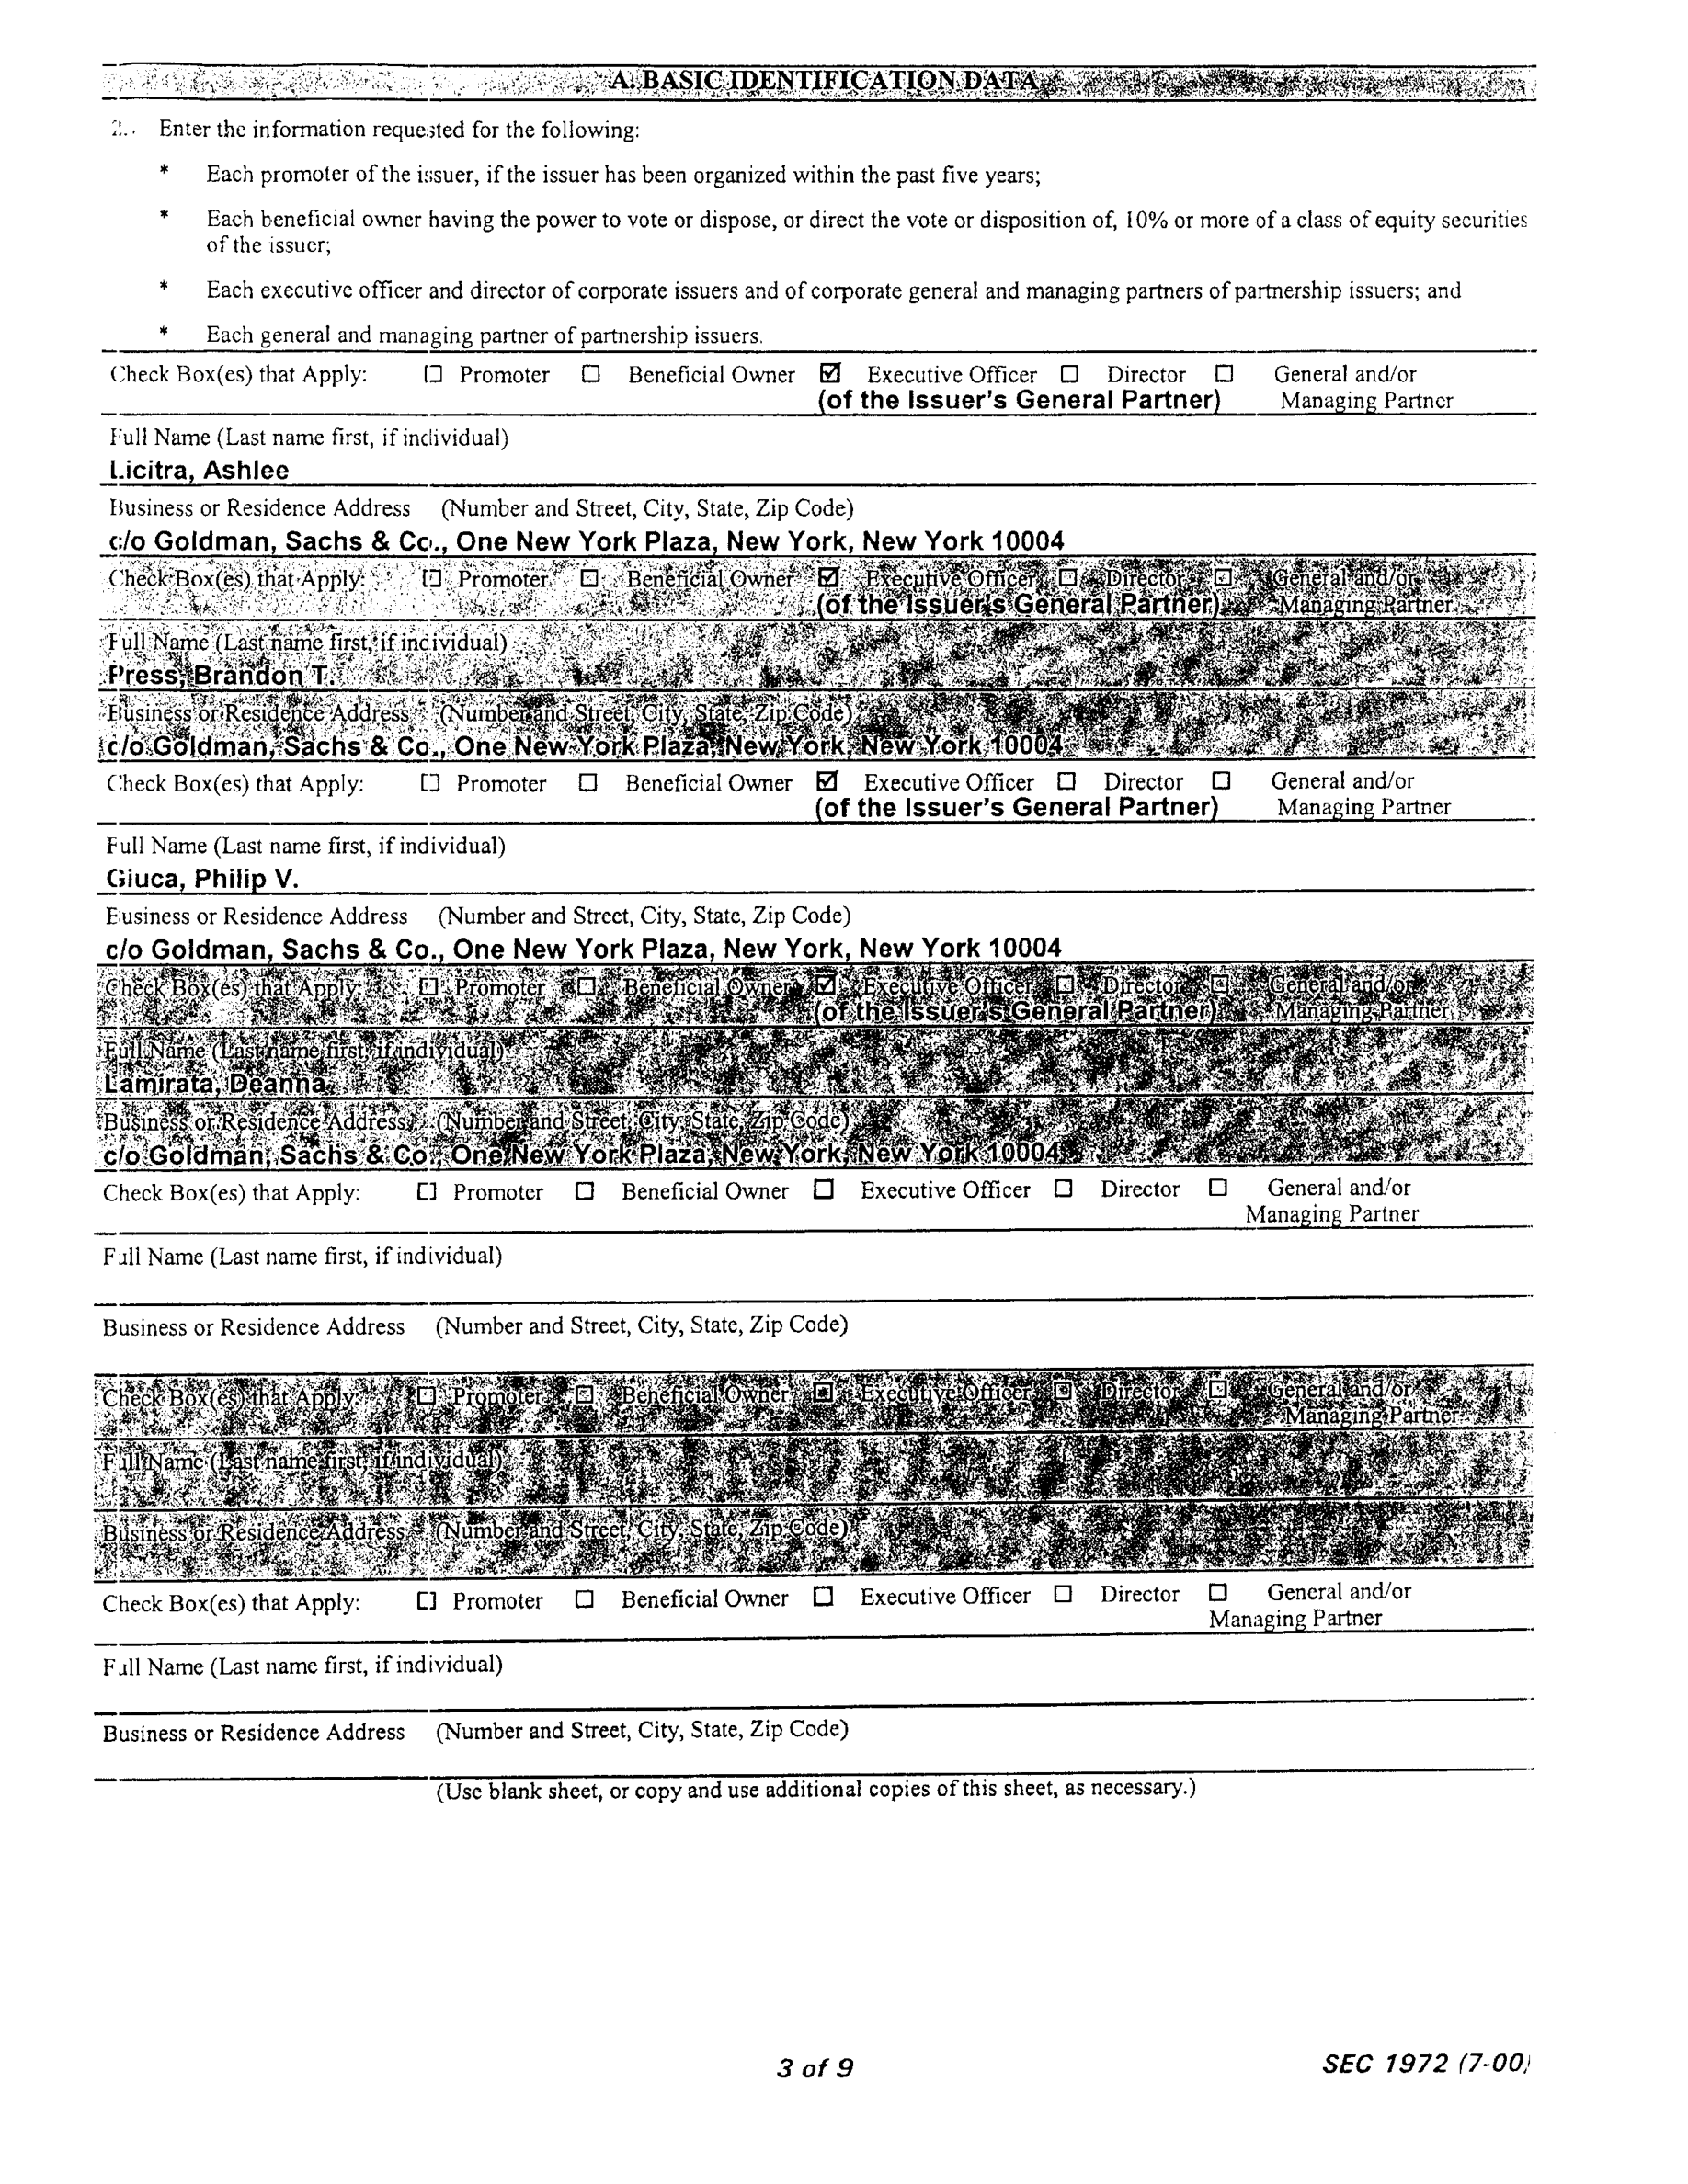 A. BASIC IDENTIFICATION DATA
2. Enter the information requested for the following:
* Each promoter of the issuer, if the issuer has been organized within the past five years;
* Each beneficial owner having the power to vote or dispose, or direct the vote or disposition of, 10% or more of a class of equity securities
of the issuer;
* Each executive officer and director of corporate issuers and of corporate general and managing partners of partnership issuers; and
* Each general and managing partner of partnership issuers.
Check Box(es) that Apply: ☐ Promoter ☐ Beneficial Owner ☑ Executive Officer ☐ Director ☐ General and/or
(of the Issuer's General Partner) Managing Partner
Full Name (Last name first, if individual)
Licitra, Ashlee
Business or Residence Address (Number and Street, City, State, Zip Code)
c/o Goldman, Sachs & Co., One New York Plaza, New York, New York 10004
Check Box(es) that Apply: ☐ Promoter ☐ Beneficial Owner ☑ Executive Officer ☐ Director ☐ General and/or
(of the Issuer's General Partner) Managing Partner
Full Name (Last name first, if individual)
Press, Brandon T.
Business or Residence Address (Number and Street, City, State, Zip Code)
c/o Goldman, Sachs & Co., One New York Plaza, New York, New York 10004
Check Box(es) that Apply: ☐ Promoter ☐ Beneficial Owner ☑ Executive Officer ☐ Director ☐ General and/or
(of the Issuer's General Partner) Managing Partner
Full Name (Last name first, if individual)
Giuca, Philip V.
Business or Residence Address (Number and Street, City, State, Zip Code)
c/o Goldman, Sachs & Co., One New York Plaza, New York, New York 10004
Check Box(es) that Apply: ☐ Promoter ☐ Beneficial Owner ☑ Executive Officer ☐ Director ☐ General and/or
(of the Issuer's General Partner) Managing Partner
Full Name (Last name first, if individual)
Lamirata, Deanna
Business or Residence Address (Number and Street, City, State, Zip Code)
c/o Goldman, Sachs & Co., One New York Plaza, New York, New York 10004
Check Box(es) that Apply: ☐ Promoter ☐ Beneficial Owner ☐ Executive Officer ☐ Director ☐ General and/or
Managing Partner
Full Name (Last name first, if individual)
Business or Residence Address (Number and Street, City, State, Zip Code)
Check Box(es) that Apply: ☐ Promoter ☐ Beneficial Owner ☐ Executive Officer ☐ Director ☐ General and/or
Managing Partner
Full Name (Last name first, if individual)
Business or Residence Address (Number and Street, City, State, Zip Code)
Check Box(es) that Apply: ☐ Promoter ☐ Beneficial Owner ☐ Executive Officer ☐ Director ☐ General and/or
Managing Partner
Full Name (Last name first, if individual)
Business or Residence Address (Number and Street, City, State, Zip Code)
(Use blank sheet, or copy and use additional copies of this sheet, as necessary.)
3 of 9
SEC 1972 (7-00)